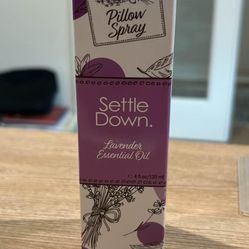 Pillow
Spray
Settle
Down.
Lavender
Essential Oil
4 fl oz/120 ml